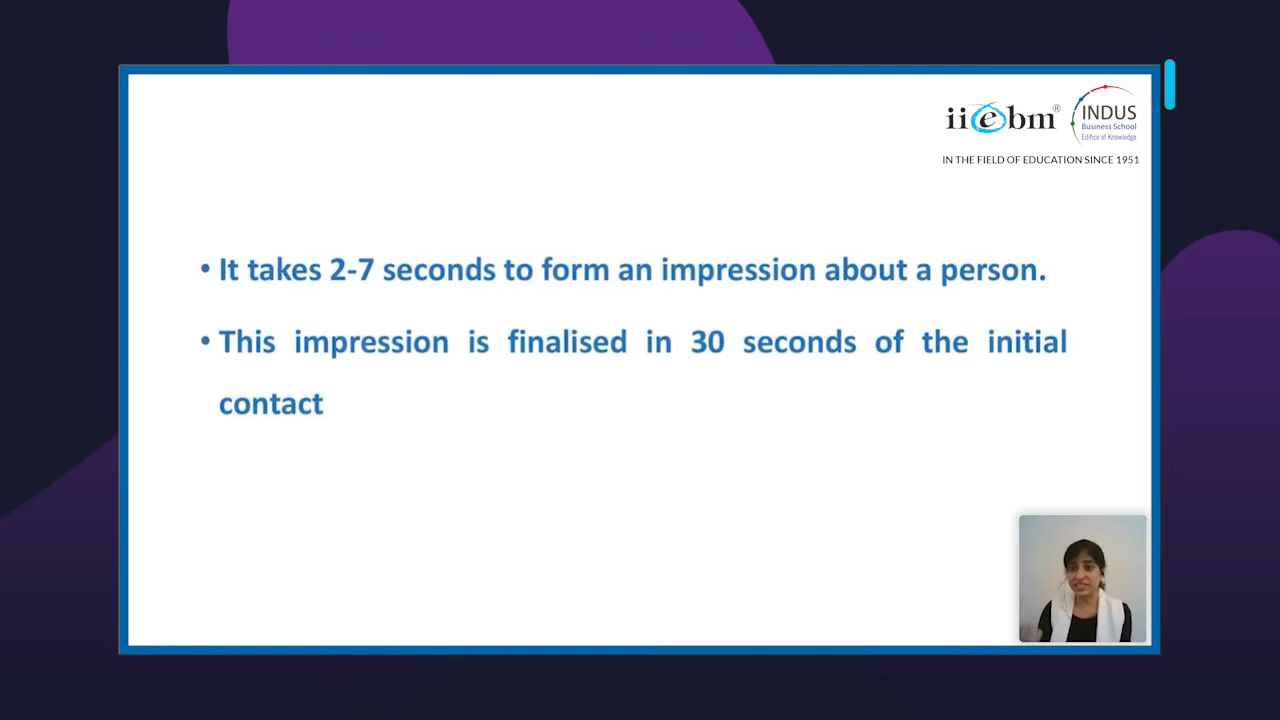 iiebm®
INDUS
Business School
Edifice of Knowledge
IN THE FIELD OF EDUCATION SINCE 1951
• It takes 2-7 seconds to form an impression about a person.
• This impression is finalised in 30 seconds of the initial
contact